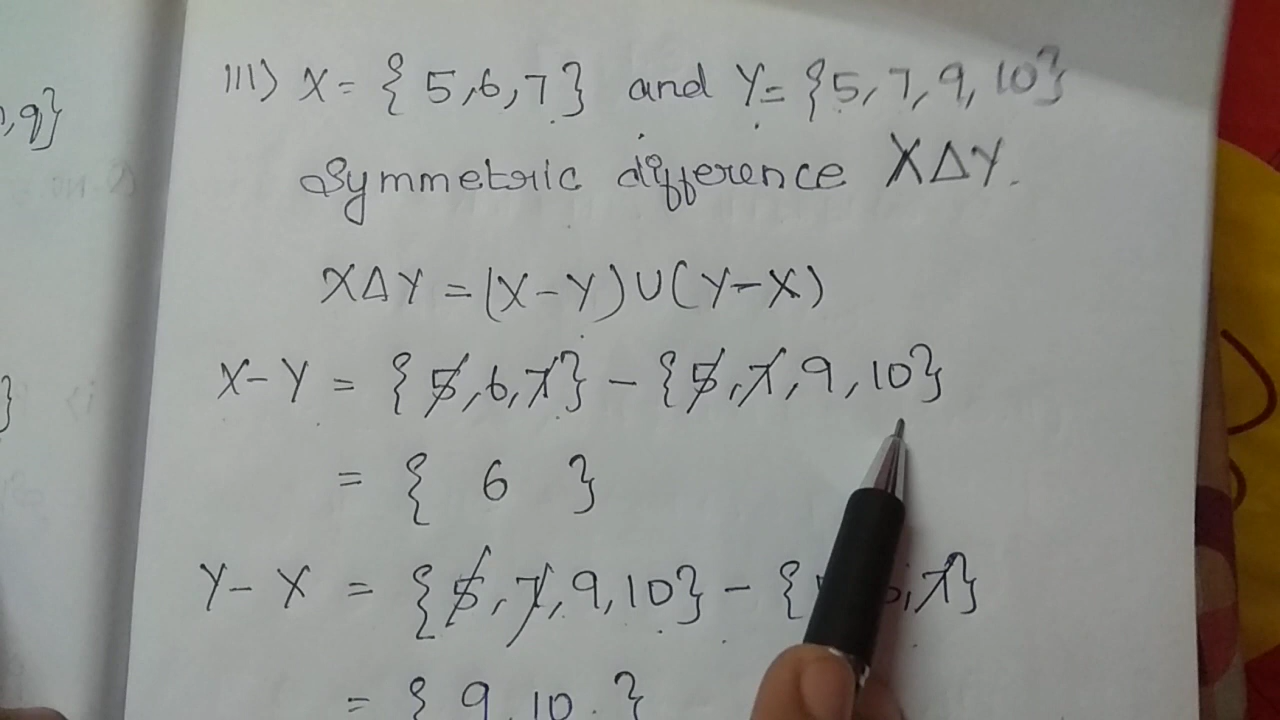 , q}
}
III) X = { 5, 6, 7 } and Y = { 5, 7, 9, 10 }
Symmetric difference X Δ Y.
X Δ Y = (X – Y) U (Y – X)
X – Y = { 5, 6, 7 } – { 5, 7, 9, 10 }
= { 6 }
Y – X = { 5, 7, 9, 10 } – { , 7 }
= { 9, 10. }